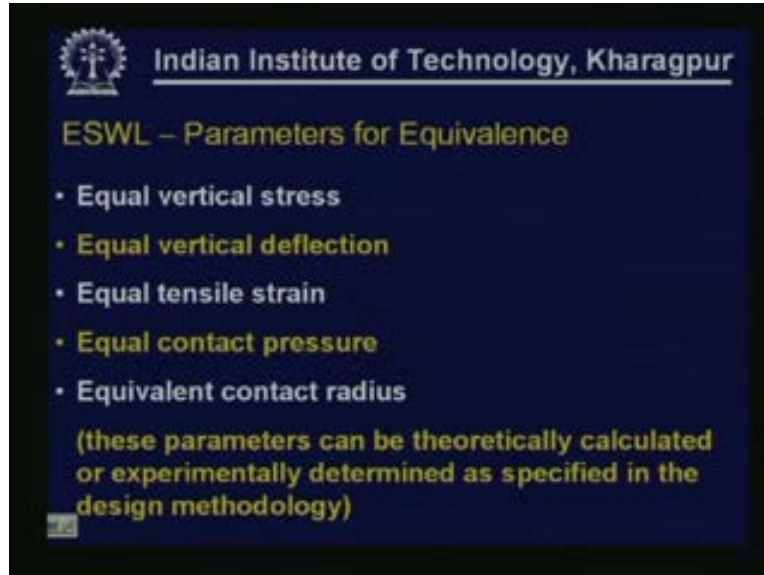 Indian Institute of Technology, Kharagpur
ESWL – Parameters for Equivalence
• Equal vertical stress
• Equal vertical deflection
• Equal tensile strain
• Equal contact pressure
• Equivalent contact radius
(these parameters can be theoretically calculated
or experimentally determined as specified in the
design methodology)